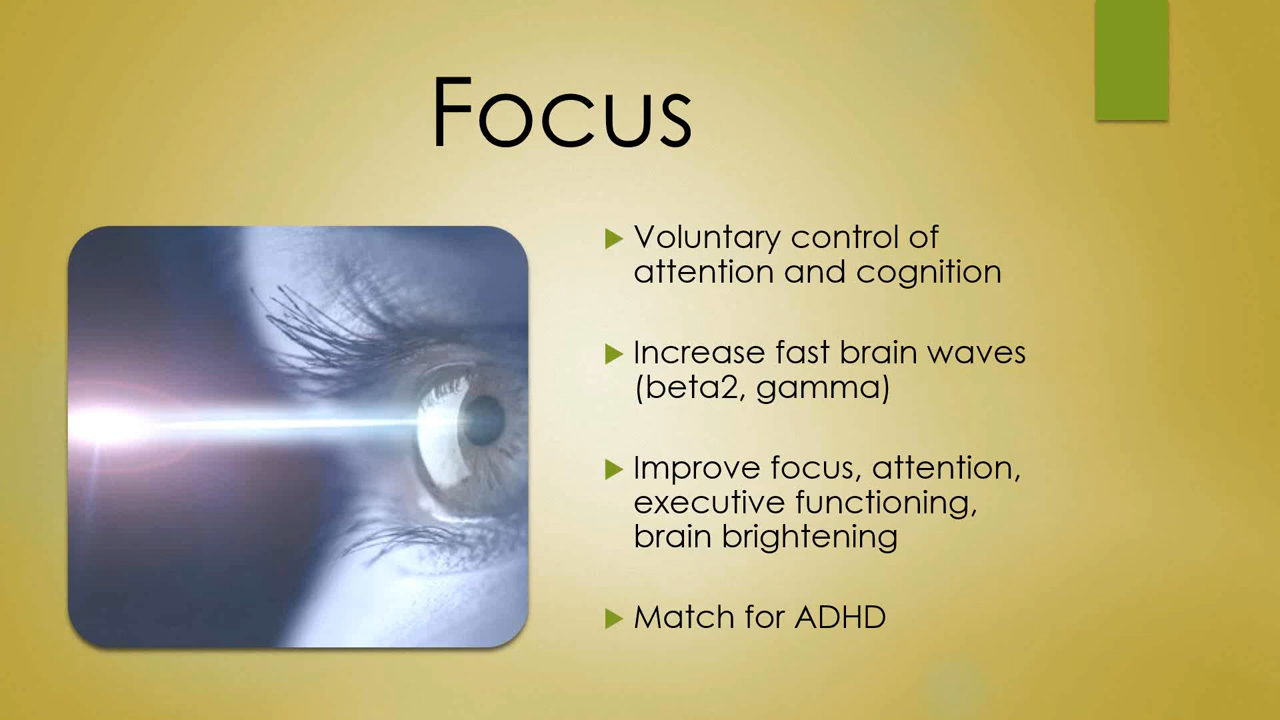 Focus
Voluntary control of
attention and cognition
Increase fast brain waves
(beta2, gamma)
Improve focus, attention,
executive functioning,
brain brightening
Match for ADHD